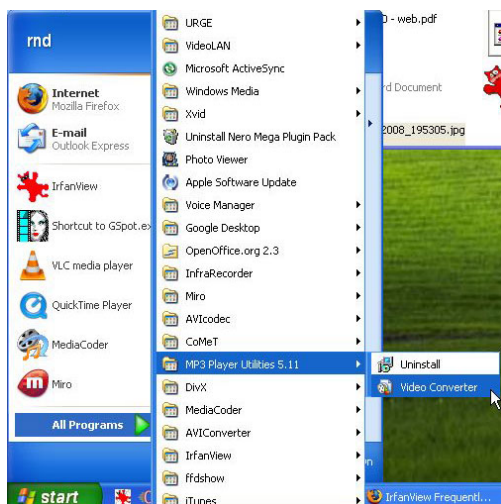 rnd
Internet
Mozilla Firefox
E-mail
Outlook Express
IrfanView
Shortcut to GSpot.ex
VLC media player
QuickTime Player
MediaCoder
Miro
All Programs
start
URGE
VideoLAN
Microsoft ActiveSync
Windows Media
Xvid
Uninstall Nero Mega Plugin Pack
Photo Viewer
Apple Software Update
Voice Manager
Google Desktop
OpenOffice.org 2.3
InfraRecorder
Miro
AVIcodec
CoMeT
MP3 Player Utilities 5.11
DivX
MediaCoder
AVIConverter
IrfanView
ffdshow
iTunes
Uninstall
Video Converter
- web.pdf
rd Document
2008_195305.jpg
IrfanView Frequentl...